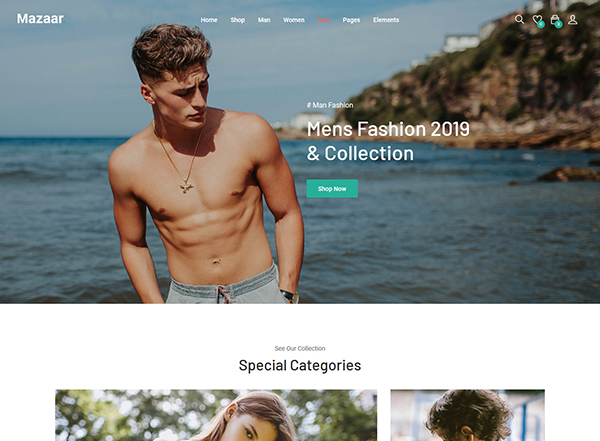 Mazaar
Home Shop Man Women Pages Elements
# Man Fashion
Mens Fashion 2019
& Collection
Shop Now
See Our Collection
Special Categories